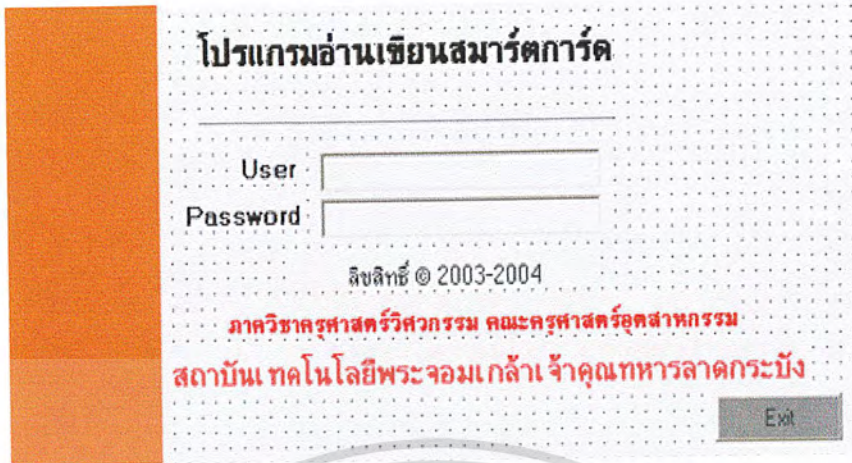 โปรแกรมอ่านเขียนสมาร์ตการ์ด
User
Password
ลิขสิทธิ์ © 2003-2004
ภาควิชาครุศาสตร์วิศวกรรม คณะครุศาสตร์อุตสาหกรรม
สถาบันเทคโนโลยีพระจอมเกล้าเจ้าคุณทหารลาดกระบัง
Exit